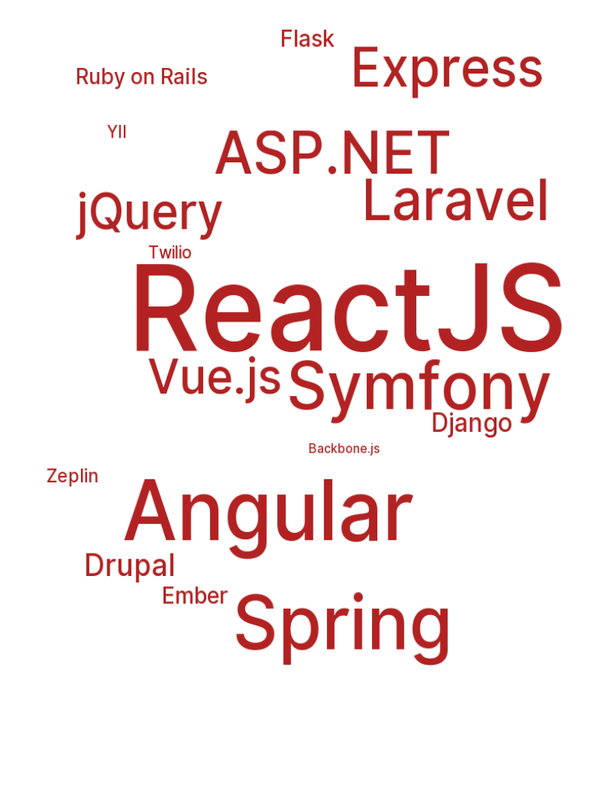 Flask
Express
Ruby on Rails
YII
ASP.NET
Laravel
jQuery
Twilio
ReactJS
Vue.js
Symfony
Django
Backbone.js
Zeplin
Angular
Drupal
Ember
Spring